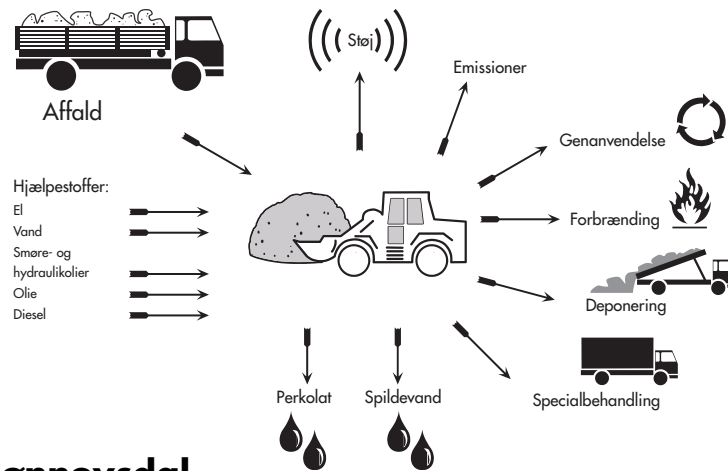 Støj
Emissioner
Affald
Genanvendelse
Hjælpestoffer:
El
Vand
Smøre- og
hydraulikolier
Olie
Diesel
Forbrænding
Deponering
Specialbehandling
Perkolat
Spildevand